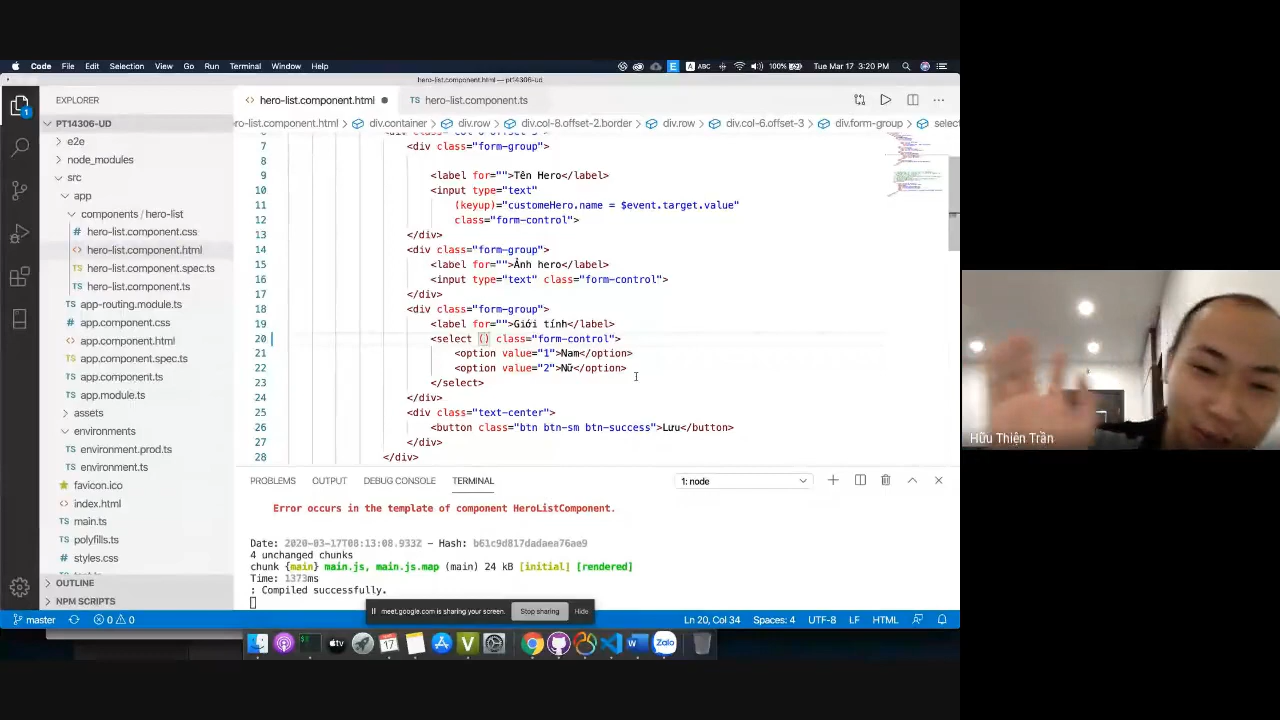 Code File Edit Selection View Go Run Terminal Window Help
ABC 100% Tue Mar 17 3:20 PM
hero-list.component.html — pt14306-ud
EXPLORER
PT14306-UD
e2e
node_modules
src
app
components / hero-list
hero-list.component.css
hero-list.component.html
hero-list.component.spec.ts
hero-list.component.ts
app-routing.module.ts
app.component.css
app.component.html
app.component.spec.ts
app.component.ts
app.module.ts
assets
environments
environment.prod.ts
environment.ts
favicon.ico
index.html
main.ts
polyfills.ts
styles.css
OUTLINE
NPM SCRIPTS
hero-list.component.html
TS hero-list.component.ts
ro-list.component.html > div.container > div.row > div.col-8.offset-2.border > div.row > div.col-6.offset-3 > div.form-group > select
7 <div class="form-group">
8
9 <label for="">Tên Hero</label>
10 <input type="text"
11 (keyup)="customeHero.name = $event.target.value"
12 class="form-control">
13 </div>
14 <div class="form-group">
15 <label for="">Ảnh hero</label>
16 <input type="text" class="form-control">
17 </div>
18 <div class="form-group">
19 <label for="">Giới tính</label>
20 <select () class="form-control">
21 <option value="1">Nam</option>
22 <option value="2">Nữ</option>
23 </select>
24 </div>
25 <div class="text-center">
26 <button class="btn btn-sm btn-success">Lưu</button>
27 </div>
28 </div>
PROBLEMS OUTPUT DEBUG CONSOLE TERMINAL 1: node
Error occurs in the template of component HeroListComponent.
Date: 2020-03-17T08:13:08.933Z - Hash: b61c9d817dadaea76ae9
4 unchanged chunks
chunk {main} main.js, main.js.map (main) 24 kB [initial] [rendered]
Time: 1373ms
: Compiled successfully.
meet.google.com is sharing your screen. Stop sharing Hide
master 0 0 Ln 20, Col 34 Spaces: 4 UTF-8 LF HTML
Hữu Thiện Trần